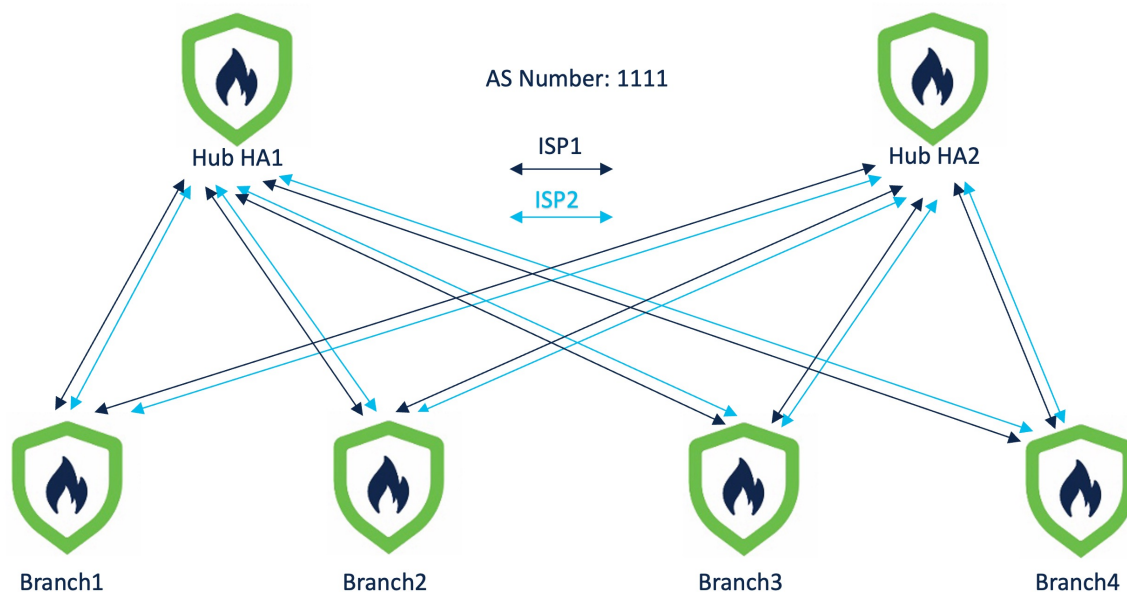 AS Number: 1111
ISP1
Hub HA1
Hub HA2
ISP2
Branch1
Branch2
Branch3
Branch4